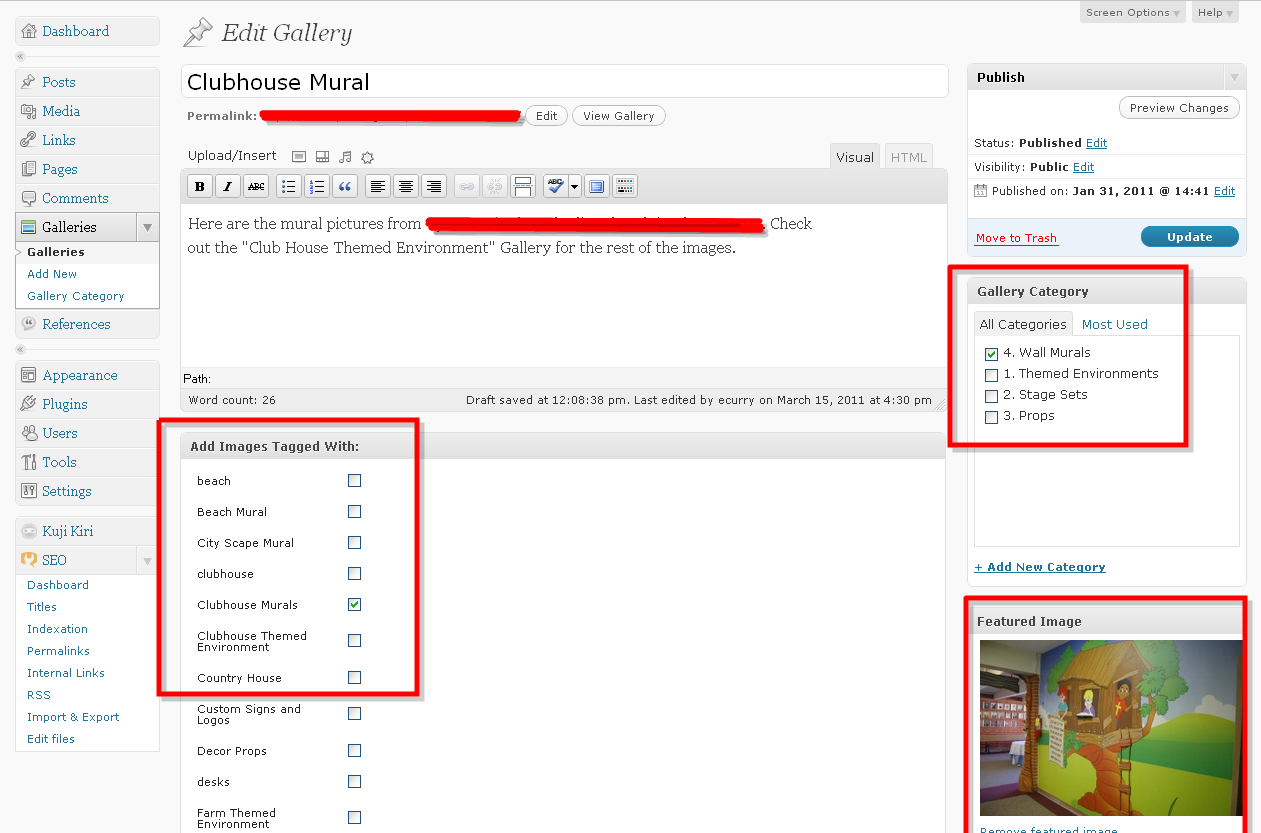 Screen Options
Help
Dashboard
Posts
Media
Links
Pages
Comments
Galleries
Galleries
Add New
Gallery Category
References
Appearance
Plugins
Users
Tools
Settings
Kuji Kiri
SEO
Dashboard
Titles
Indexation
Permalinks
Internal Links
RSS
Import & Export
Edit files
Edit Gallery
Clubhouse Mural
Permalink:
Edit
View Gallery
Upload/Insert
Visual
HTML
B I ABC ABC
Here are the mural pictures from . Check
out the "Club House Themed Environment" Gallery for the rest of the images.
Path:
Word count: 26
Draft saved at 12:08:38 pm. Last edited by ecurry on March 15, 2011 at 4:30 pm
Add Images Tagged With:
beach
Beach Mural
City Scape Mural
clubhouse
Clubhouse Murals
Clubhouse Themed
Environment
Country House
Custom Signs and
Logos
Decor Props
desks
Farm Themed
Environment
Publish
Preview Changes
Status: Published Edit
Visibility: Public Edit
Published on: Jan 31, 2011 @ 14:41 Edit
Move to Trash
Update
Gallery Category
All Categories
Most Used
4. Wall Murals
1. Themed Environments
2. Stage Sets
3. Props
+ Add New Category
Featured Image
Remove featured image